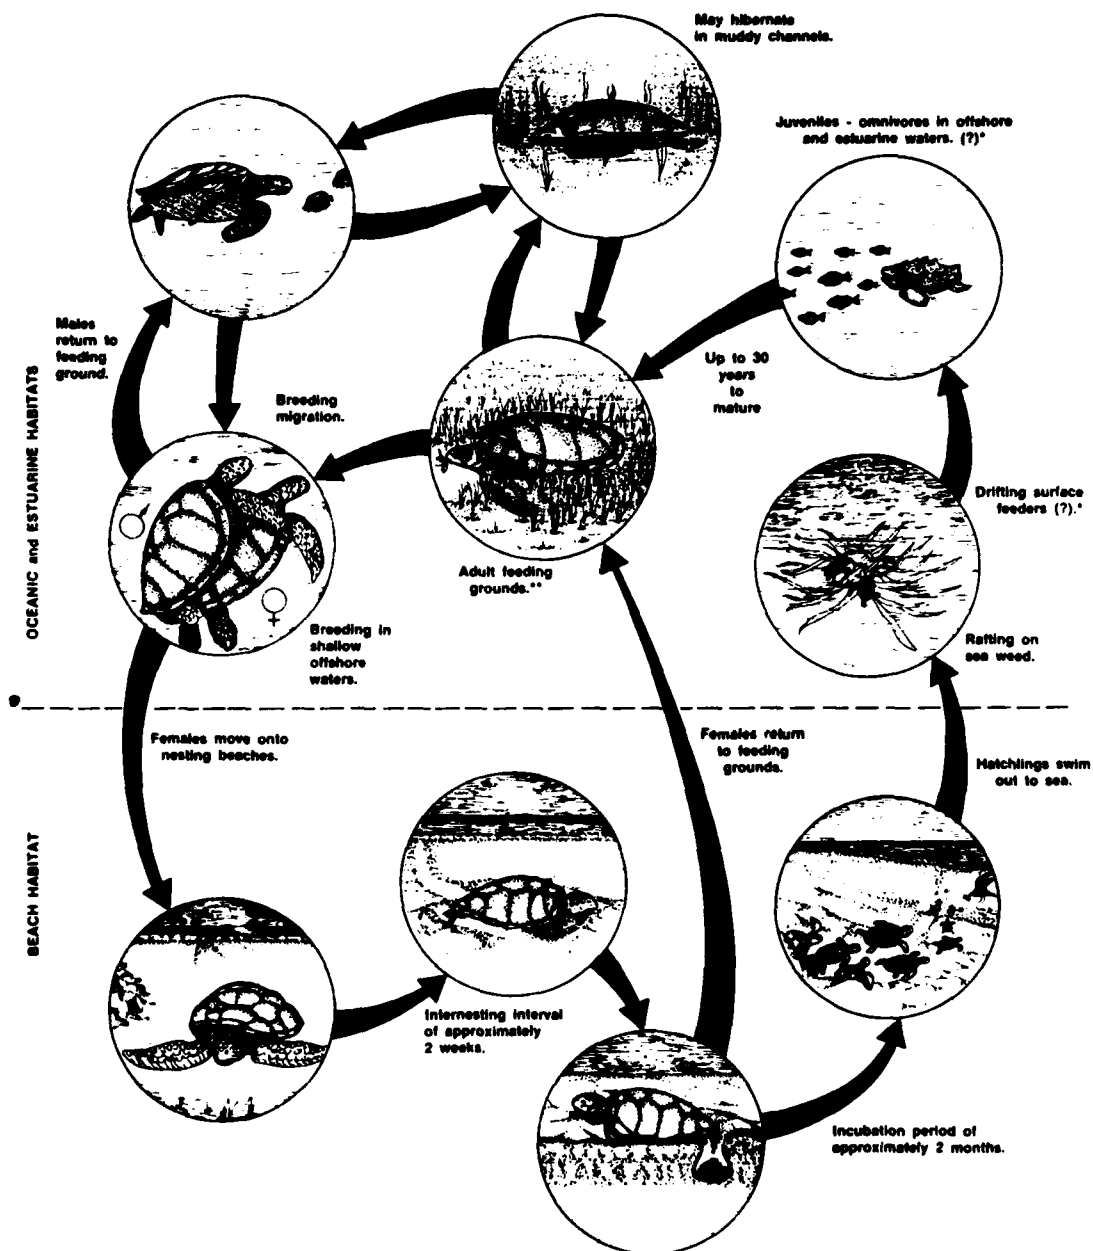 May hibernate
in muddy channels.
Juveniles - omnivores in offshore
and estuarine waters. (?)*
Males
return to
feeding
ground.
Breeding
migration.
Up to 30
years
to
mature
OCEANIC and ESTUARINE HABITATS
Drifting surface
feeders (?).*
Adult feeding
grounds.**
Breeding in
shallow
offshore
waters.
Rafting on
sea weed.
Females move onto
nesting beaches.
Females return
to feeding
grounds.
Hatchlings swim
out to sea.
BEACH HABITAT
Internesting interval
of approximately
2 weeks.
Incubation period of
approximately 2 months.